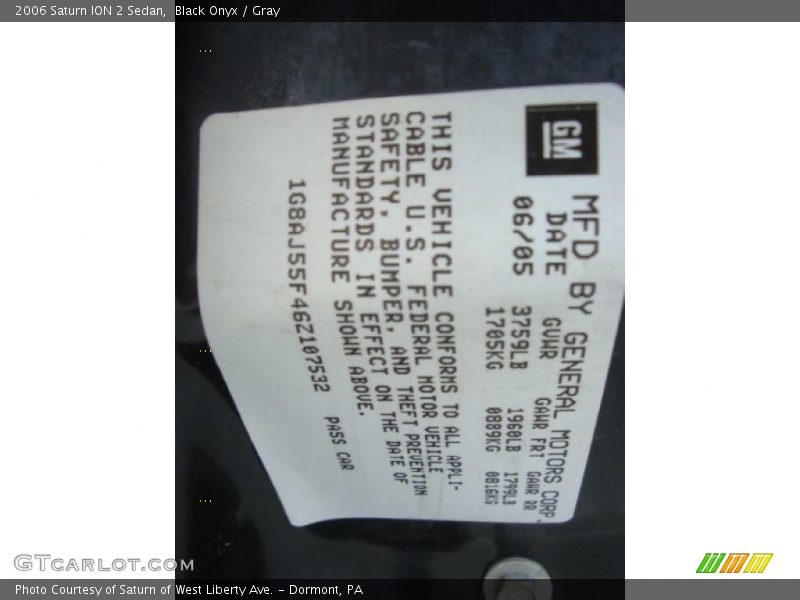 2006 Saturn ION 2 Sedan, Black Onyx / Gray
GM
MFD BY GENERAL MOTORS CORP.
DATE GVWR GAWR FRT GAWR RR
06/05 3759LB 1960LB 1799LB
1705KG 0889KG 0816KG
THIS VEHICLE CONFORMS TO ALL APPLI-
CABLE U.S. FEDERAL MOTOR VEHICLE
SAFETY, BUMPER, AND THEFT PREVENTION
STANDARDS IN EFFECT ON THE DATE OF
MANUFACTURE SHOWN ABOVE.
1G8AJ55F46Z107532 PASS CAR
GTCARLOT.COM
Photo Courtesy of Saturn of West Liberty Ave. - Dormont, PA